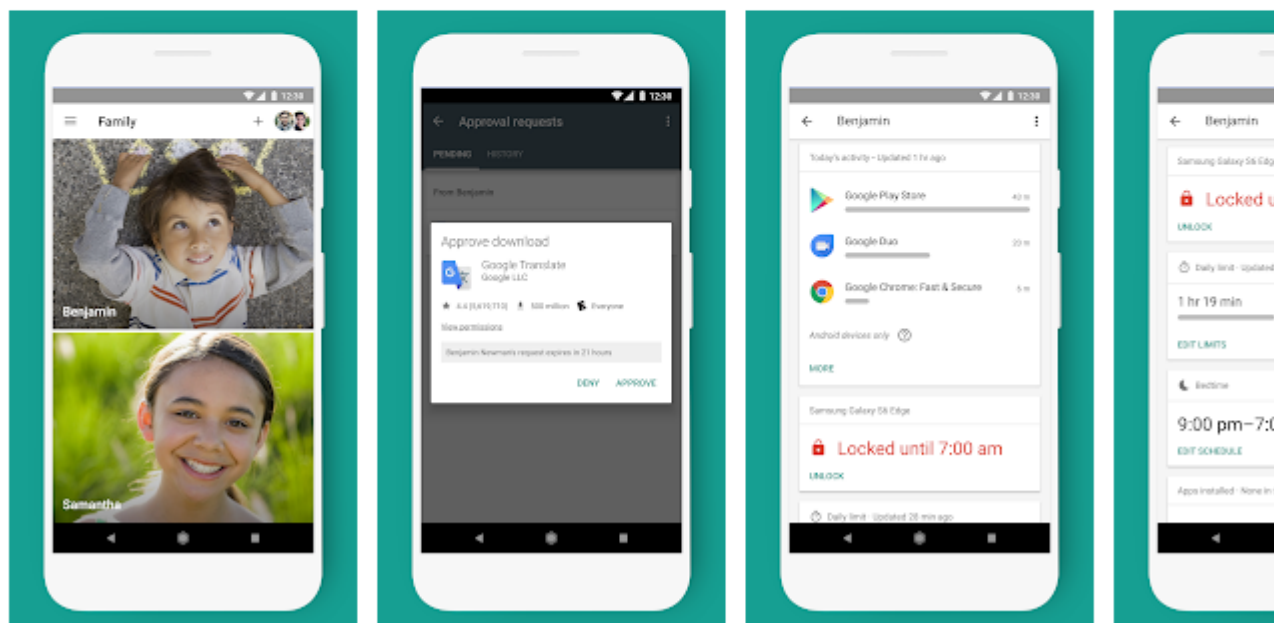 12:30
Family
Benjamin
Samantha
12:30
Approval requests
PENDING HISTORY
From Benjamin
Approve download
Google Translate
Google LLC
500 million Everyone
View permissions
Benjamin Newman's request expires in 21 hours
DENY APPROVE
12:30
Benjamin
Today's activity - Updated 1 hr ago
Google Play Store
Google Duo
20 m
Google Chrome: Fast & Secure
5 m
Android devices only
MORE
Samsung Galaxy S6 Edge
Locked until 7:00 am
UNLOCK
Daily limit - Updated 28 min ago
Benjamin
Samsung Galaxy S6 Edg
Locked u
UNLOCK
Daily limit - Updated
1 hr 19 min
EDIT LIMITS
Bedtime
9:00 pm–7:0
EDIT SCHEDULE
Apps installed - None in